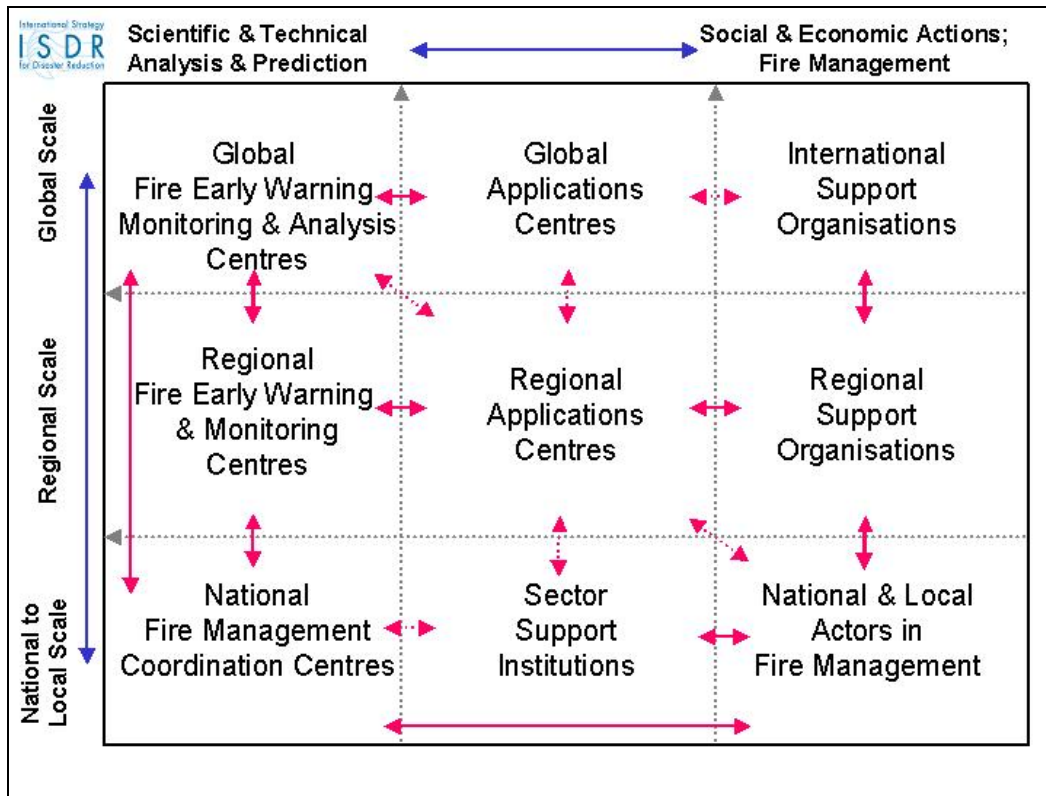 International Strategy
ISDR
for Disaster Reduction
Scientific & Technical
Analysis & Prediction
Social & Economic Actions;
Fire Management
Global Scale
Global
Fire Early Warning
Monitoring & Analysis
Centres
Global
Applications
Centres
International
Support
Organisations
Regional Scale
Regional
Fire Early Warning
& Monitoring
Centres
Regional
Applications
Centres
Regional
Support
Organisations
National to
Local Scale
National
Fire Management
Coordination Centres
Sector
Support
Institutions
National & Local
Actors in
Fire Management